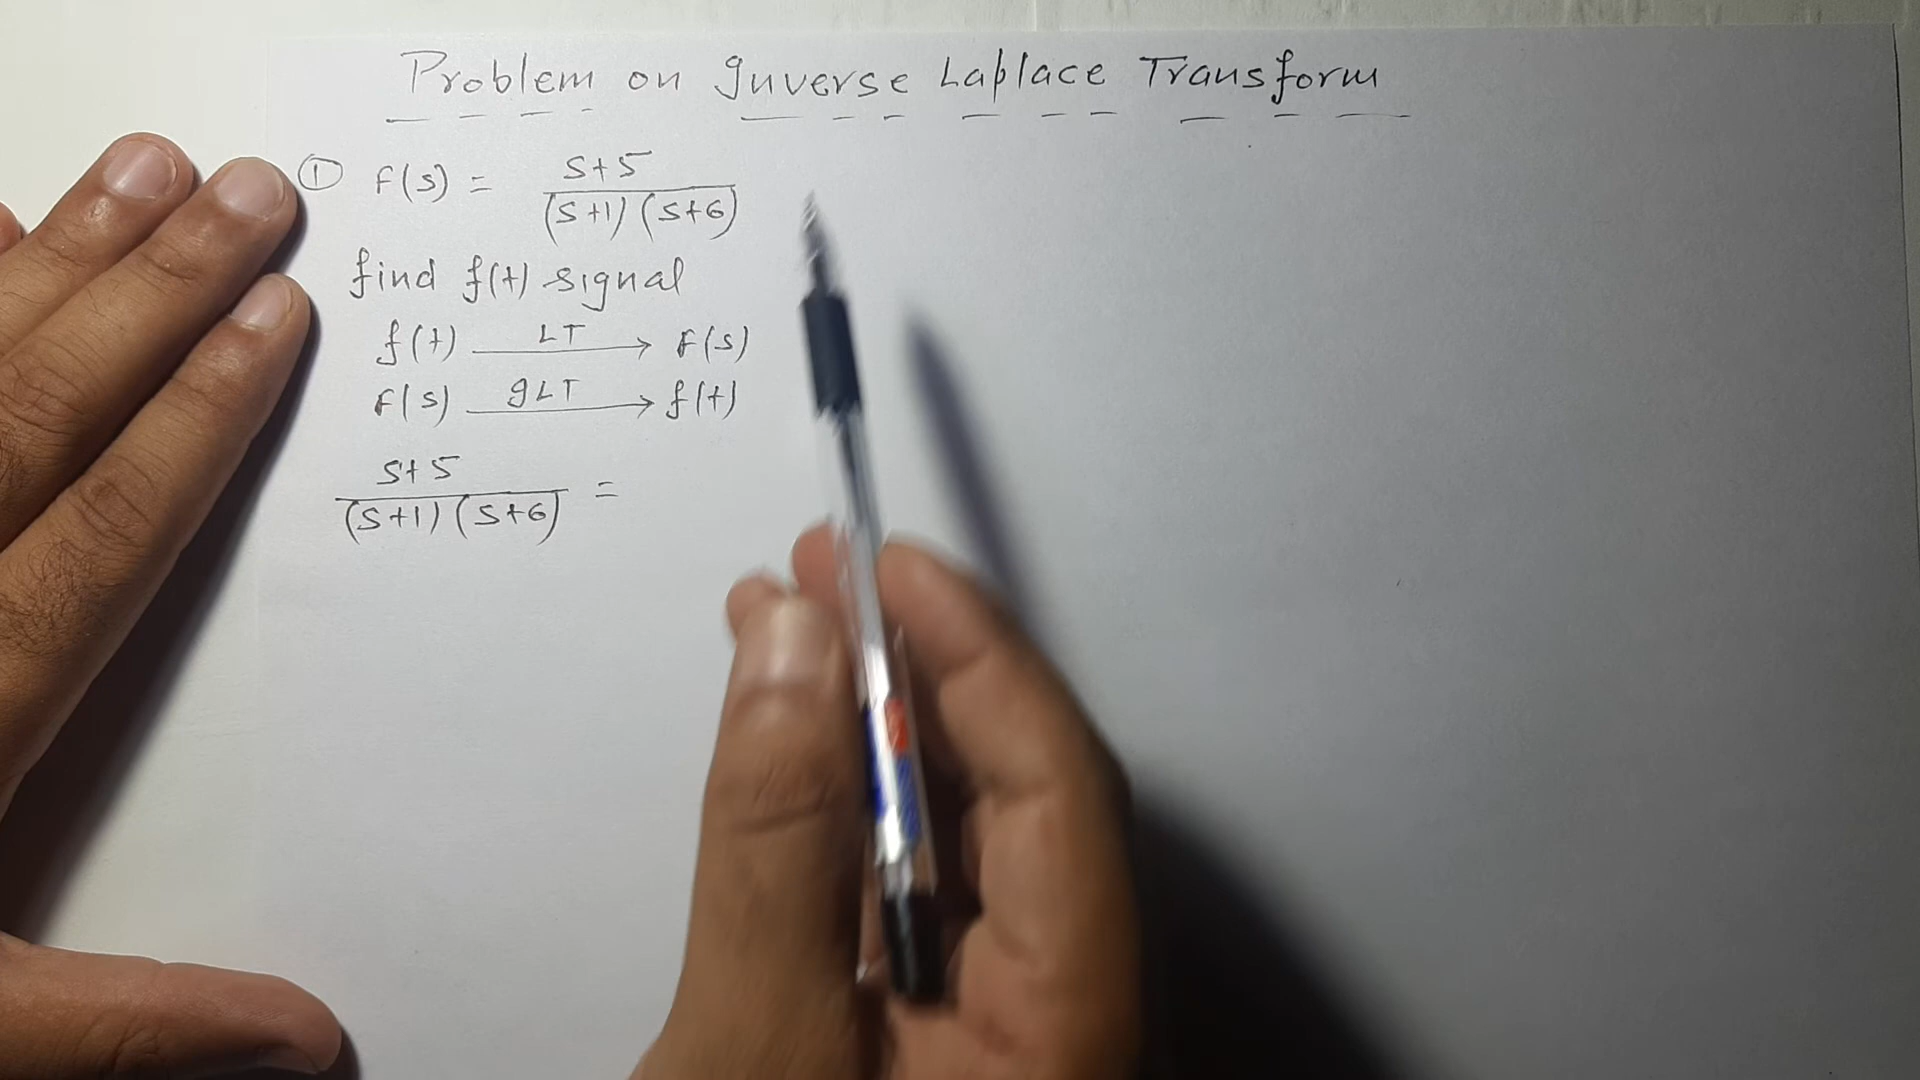 Problem on Inverse Laplace Transform
① F(s) = s+5 / (s+1) (s+6)
find f(t) signal
f(t) LT → F(s)
F(s) ILT → f(t)
s+5 / (s+1) (s+6) =